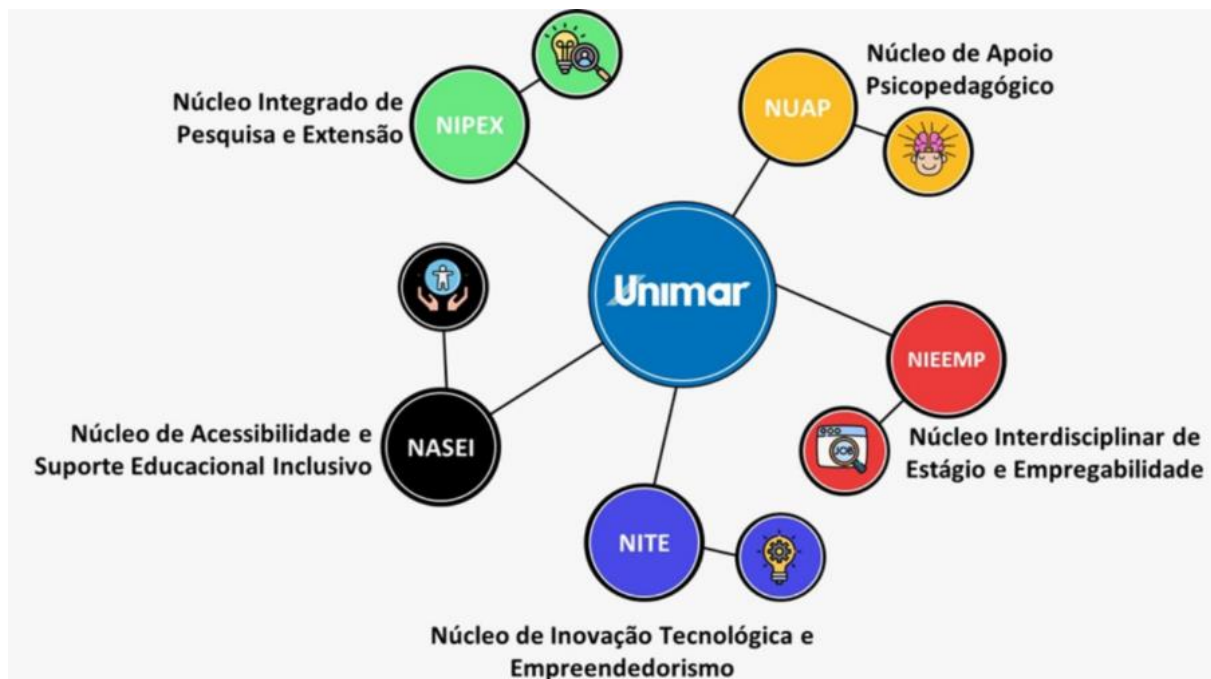 Núcleo Integrado de
Pesquisa e Extensão
NIPEX
NUAP
Núcleo de Apoio
Psicopedagógico
Unimar
NIEEMP
JOB
Núcleo Interdisciplinar de
Estágio e Empregabilidade
Núcleo de Acessibilidade e
Suporte Educacional Inclusivo
NASEI
NITE
Núcleo de Inovação Tecnológica e
Empreendedorismo